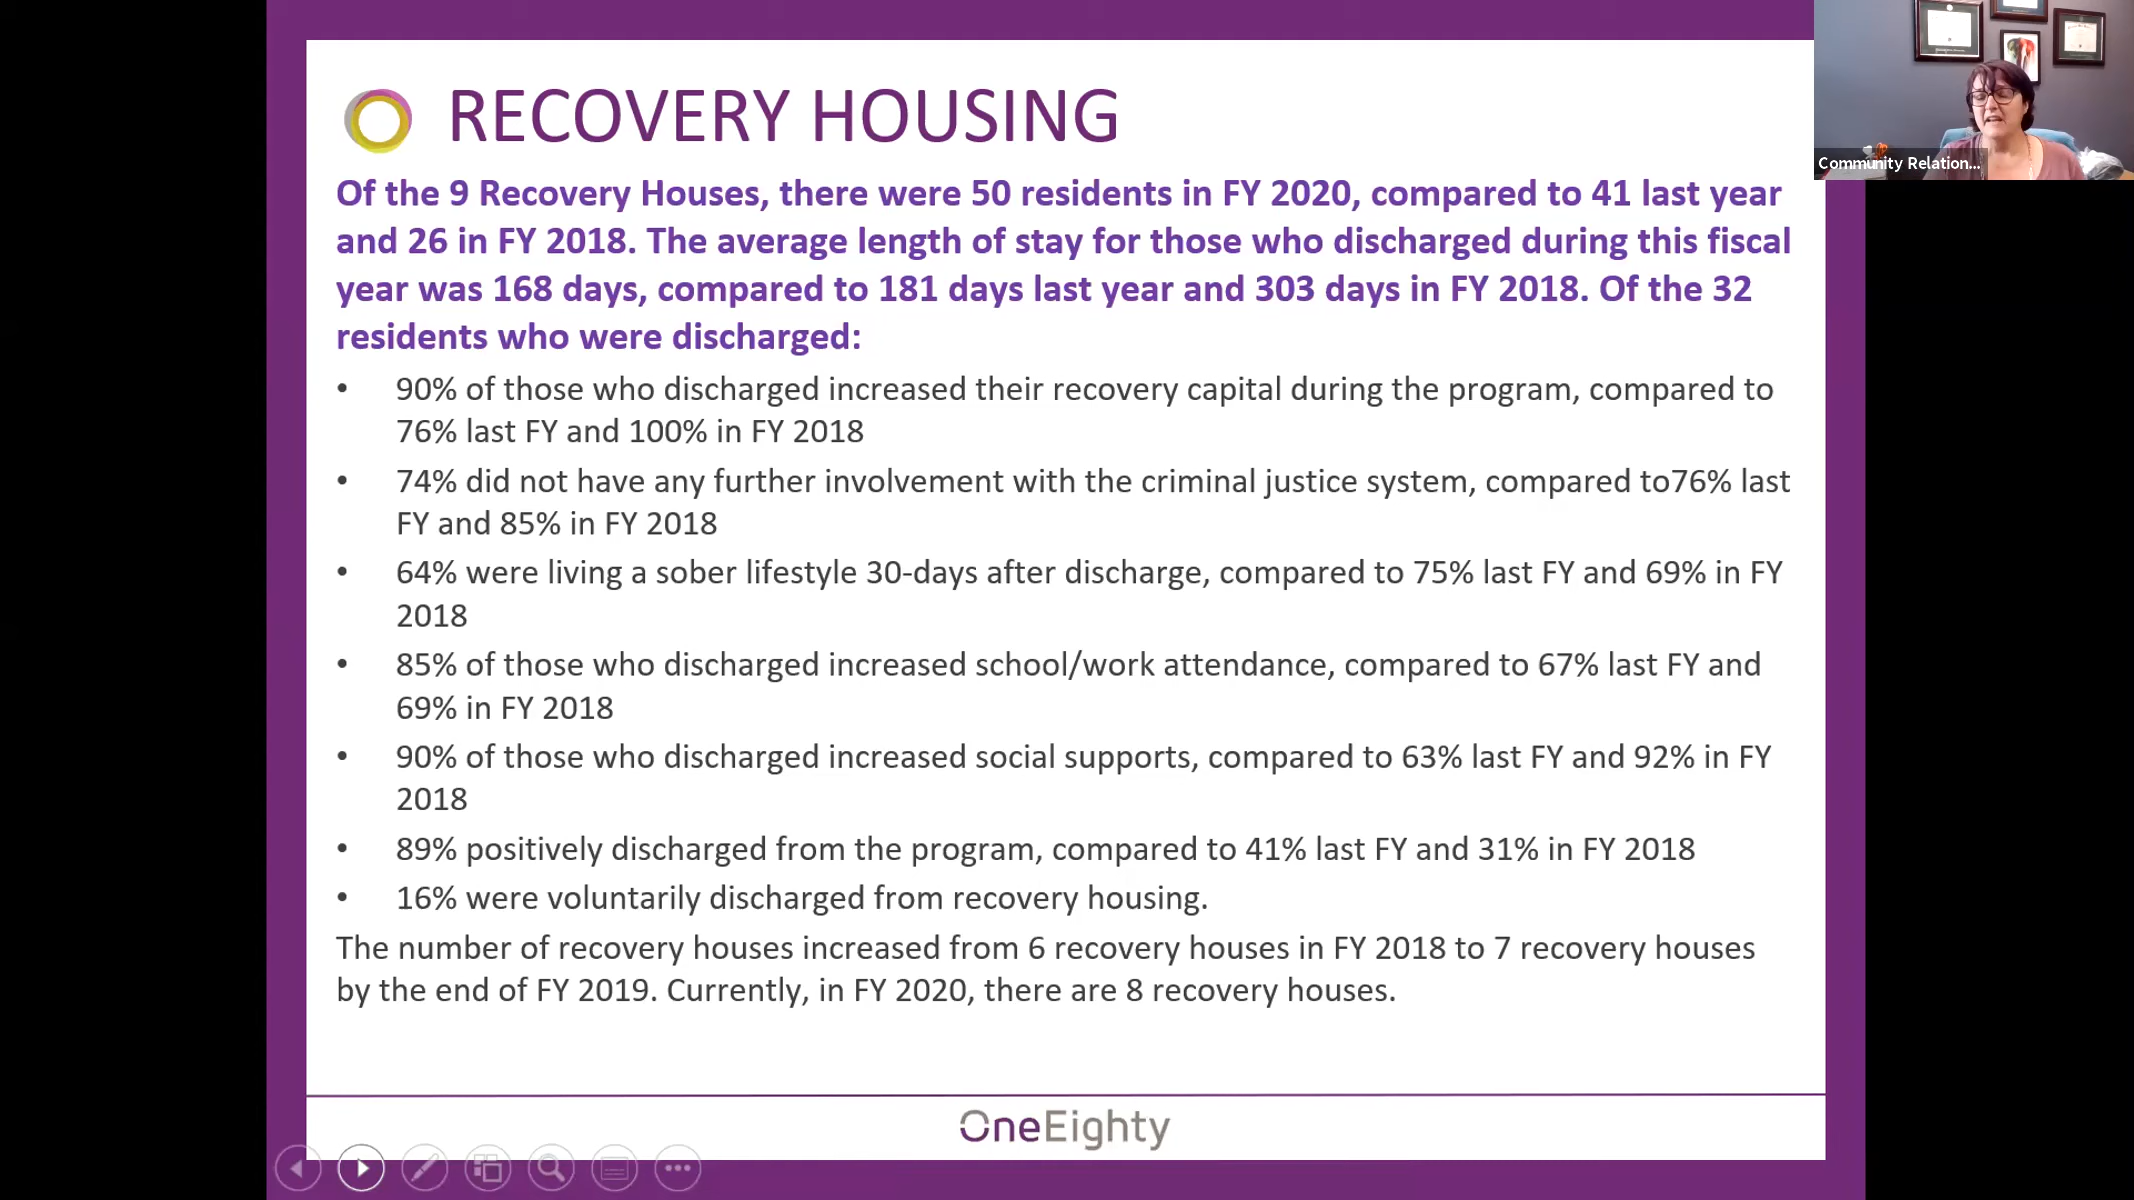 RECOVERY HOUSING
Of the 9 Recovery Houses, there were 50 residents in FY 2020, compared to 41 last year
and 26 in FY 2018. The average length of stay for those who discharged during this fiscal
year was 168 days, compared to 181 days last year and 303 days in FY 2018. Of the 32
residents who were discharged:
• 90% of those who discharged increased their recovery capital during the program, compared to
76% last FY and 100% in FY 2018
• 74% did not have any further involvement with the criminal justice system, compared to76% last
FY and 85% in FY 2018
• 64% were living a sober lifestyle 30-days after discharge, compared to 75% last FY and 69% in FY
2018
• 85% of those who discharged increased school/work attendance, compared to 67% last FY and
69% in FY 2018
• 90% of those who discharged increased social supports, compared to 63% last FY and 92% in FY
2018
• 89% positively discharged from the program, compared to 41% last FY and 31% in FY 2018
• 16% were voluntarily discharged from recovery housing.
The number of recovery houses increased from 6 recovery houses in FY 2018 to 7 recovery houses
by the end of FY 2019. Currently, in FY 2020, there are 8 recovery houses.
OneEighty
Community Relation...